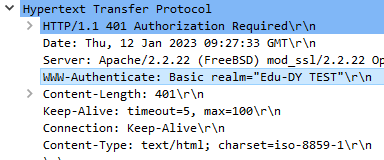 Hypertext Transfer Protocol
HTTP/1.1 401 Authorization Required\r\n
Date: Thu, 12 Jan 2023 09:27:33 GMT\r\n
Server: Apache/2.2.22 (FreeBSD) mod_ssl/2.2.22 Op
WWW-Authenticate: Basic realm="Edu-DY TEST"\r\n
Content-Length: 401\r\n
Keep-Alive: timeout=5, max=100\r\n
Connection: Keep-Alive\r\n
Content-Type: text/html; charset=iso-8859-1\r\n